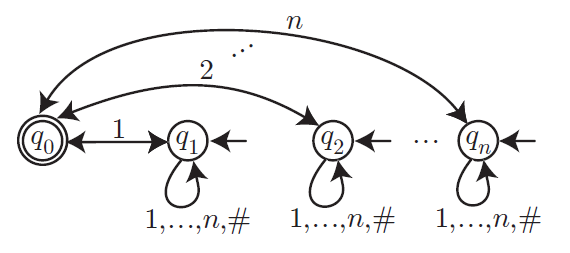 n
⋰
2
q₀ 1 q₁ q₂ ... qₙ
1,...,n,# 1,...,n,# 1,...,n,#